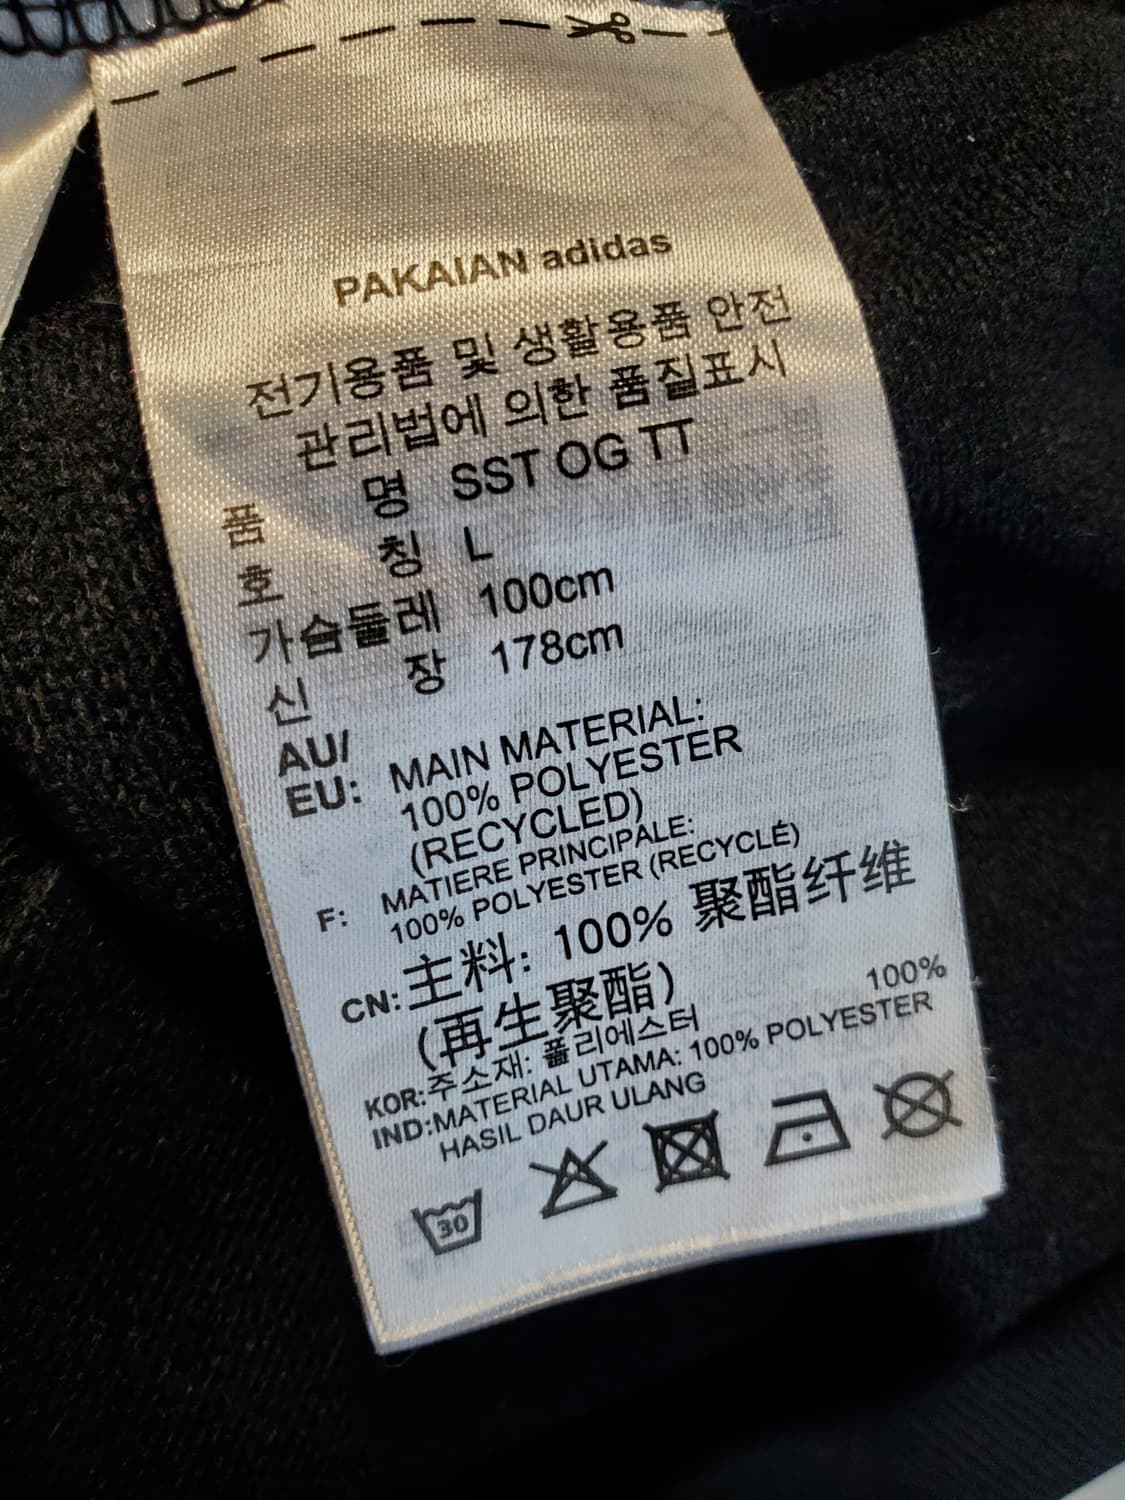 PAKAIAN adidas
전기용품 및 생활용품 안전
관리법에 의한 품질표시
품 명 SST OG TT
호 칭 L
가슴둘레 100cm
신 장 178cm
AU/
EU: MAIN MATERIAL:
100% POLYESTER
(RECYCLED)
F: MATIERE PRINCIPALE:
100% POLYESTER (RECYCLÉ)
CN: 主料: 100% 聚酯纤维
(再生聚酯)
KOR: 주소재: 폴리에스터 100%
IND: MATERIAL UTAMA: 100% POLYESTER
HASIL DAUR ULANG
30